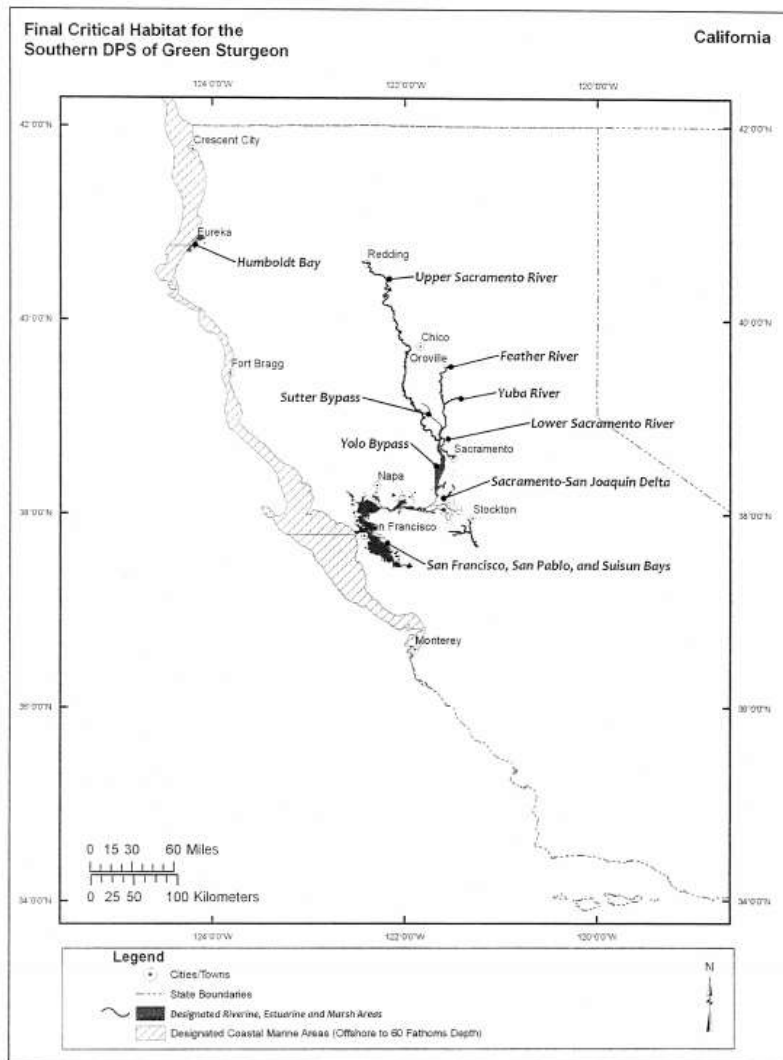 Final Critical Habitat for the
Southern DPS of Green Sturgeon
California
124°0'0"W
122°0'0"W
120°0'0"W
42°0'0"N
42°0'0"N
Crescent City
Eureka
Humboldt Bay
Redding
Upper Sacramento River
40°0'0"N
40°0'0"N
Chico
Oroville
Feather River
Fort Bragg
Yuba River
Sutter Bypass
Lower Sacramento River
Sacramento
Yolo Bypass
Napa
Sacramento-San Joaquin Delta
Stockton
38°0'0"N
38°0'0"N
San Francisco
San Francisco, San Pablo, and Suisun Bays
Monterey
36°0'0"N
36°0'0"N
0 15 30 60 Miles
0 25 50 100 Kilometers
34°0'0"N
34°0'0"N
124°0'0"W
122°0'0"W
120°0'0"W
Legend
Cities/Towns
State Boundaries
Designated Riverine, Estuarine and Marsh Areas
Designated Coastal Marine Areas (Offshore to 60 Fathoms Depth)
N